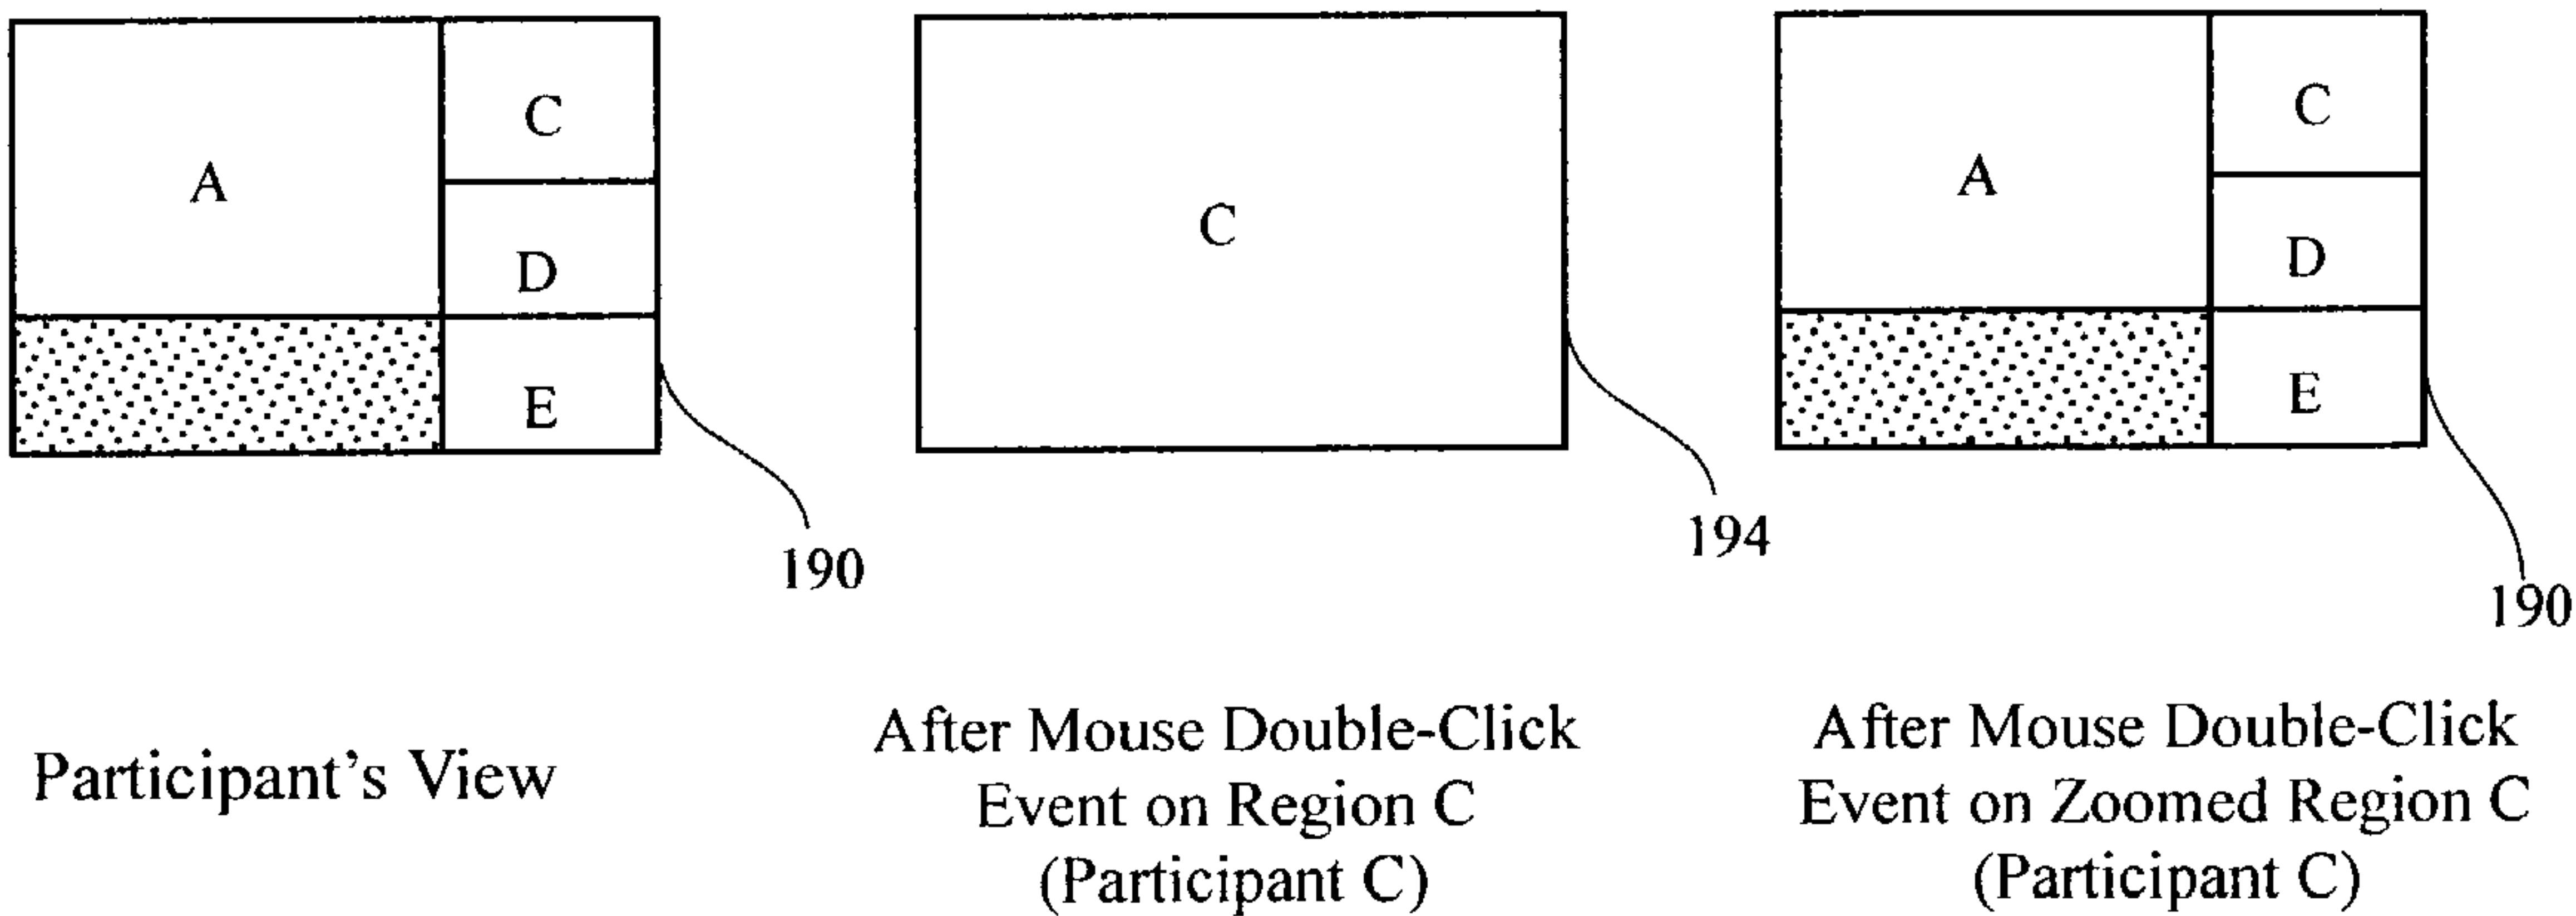 A
C
D
E
190
Participant's View
C
194
After Mouse Double-Click
Event on Region C
(Participant C)
A
C
D
E
190
After Mouse Double-Click
Event on Zoomed Region C
(Participant C)